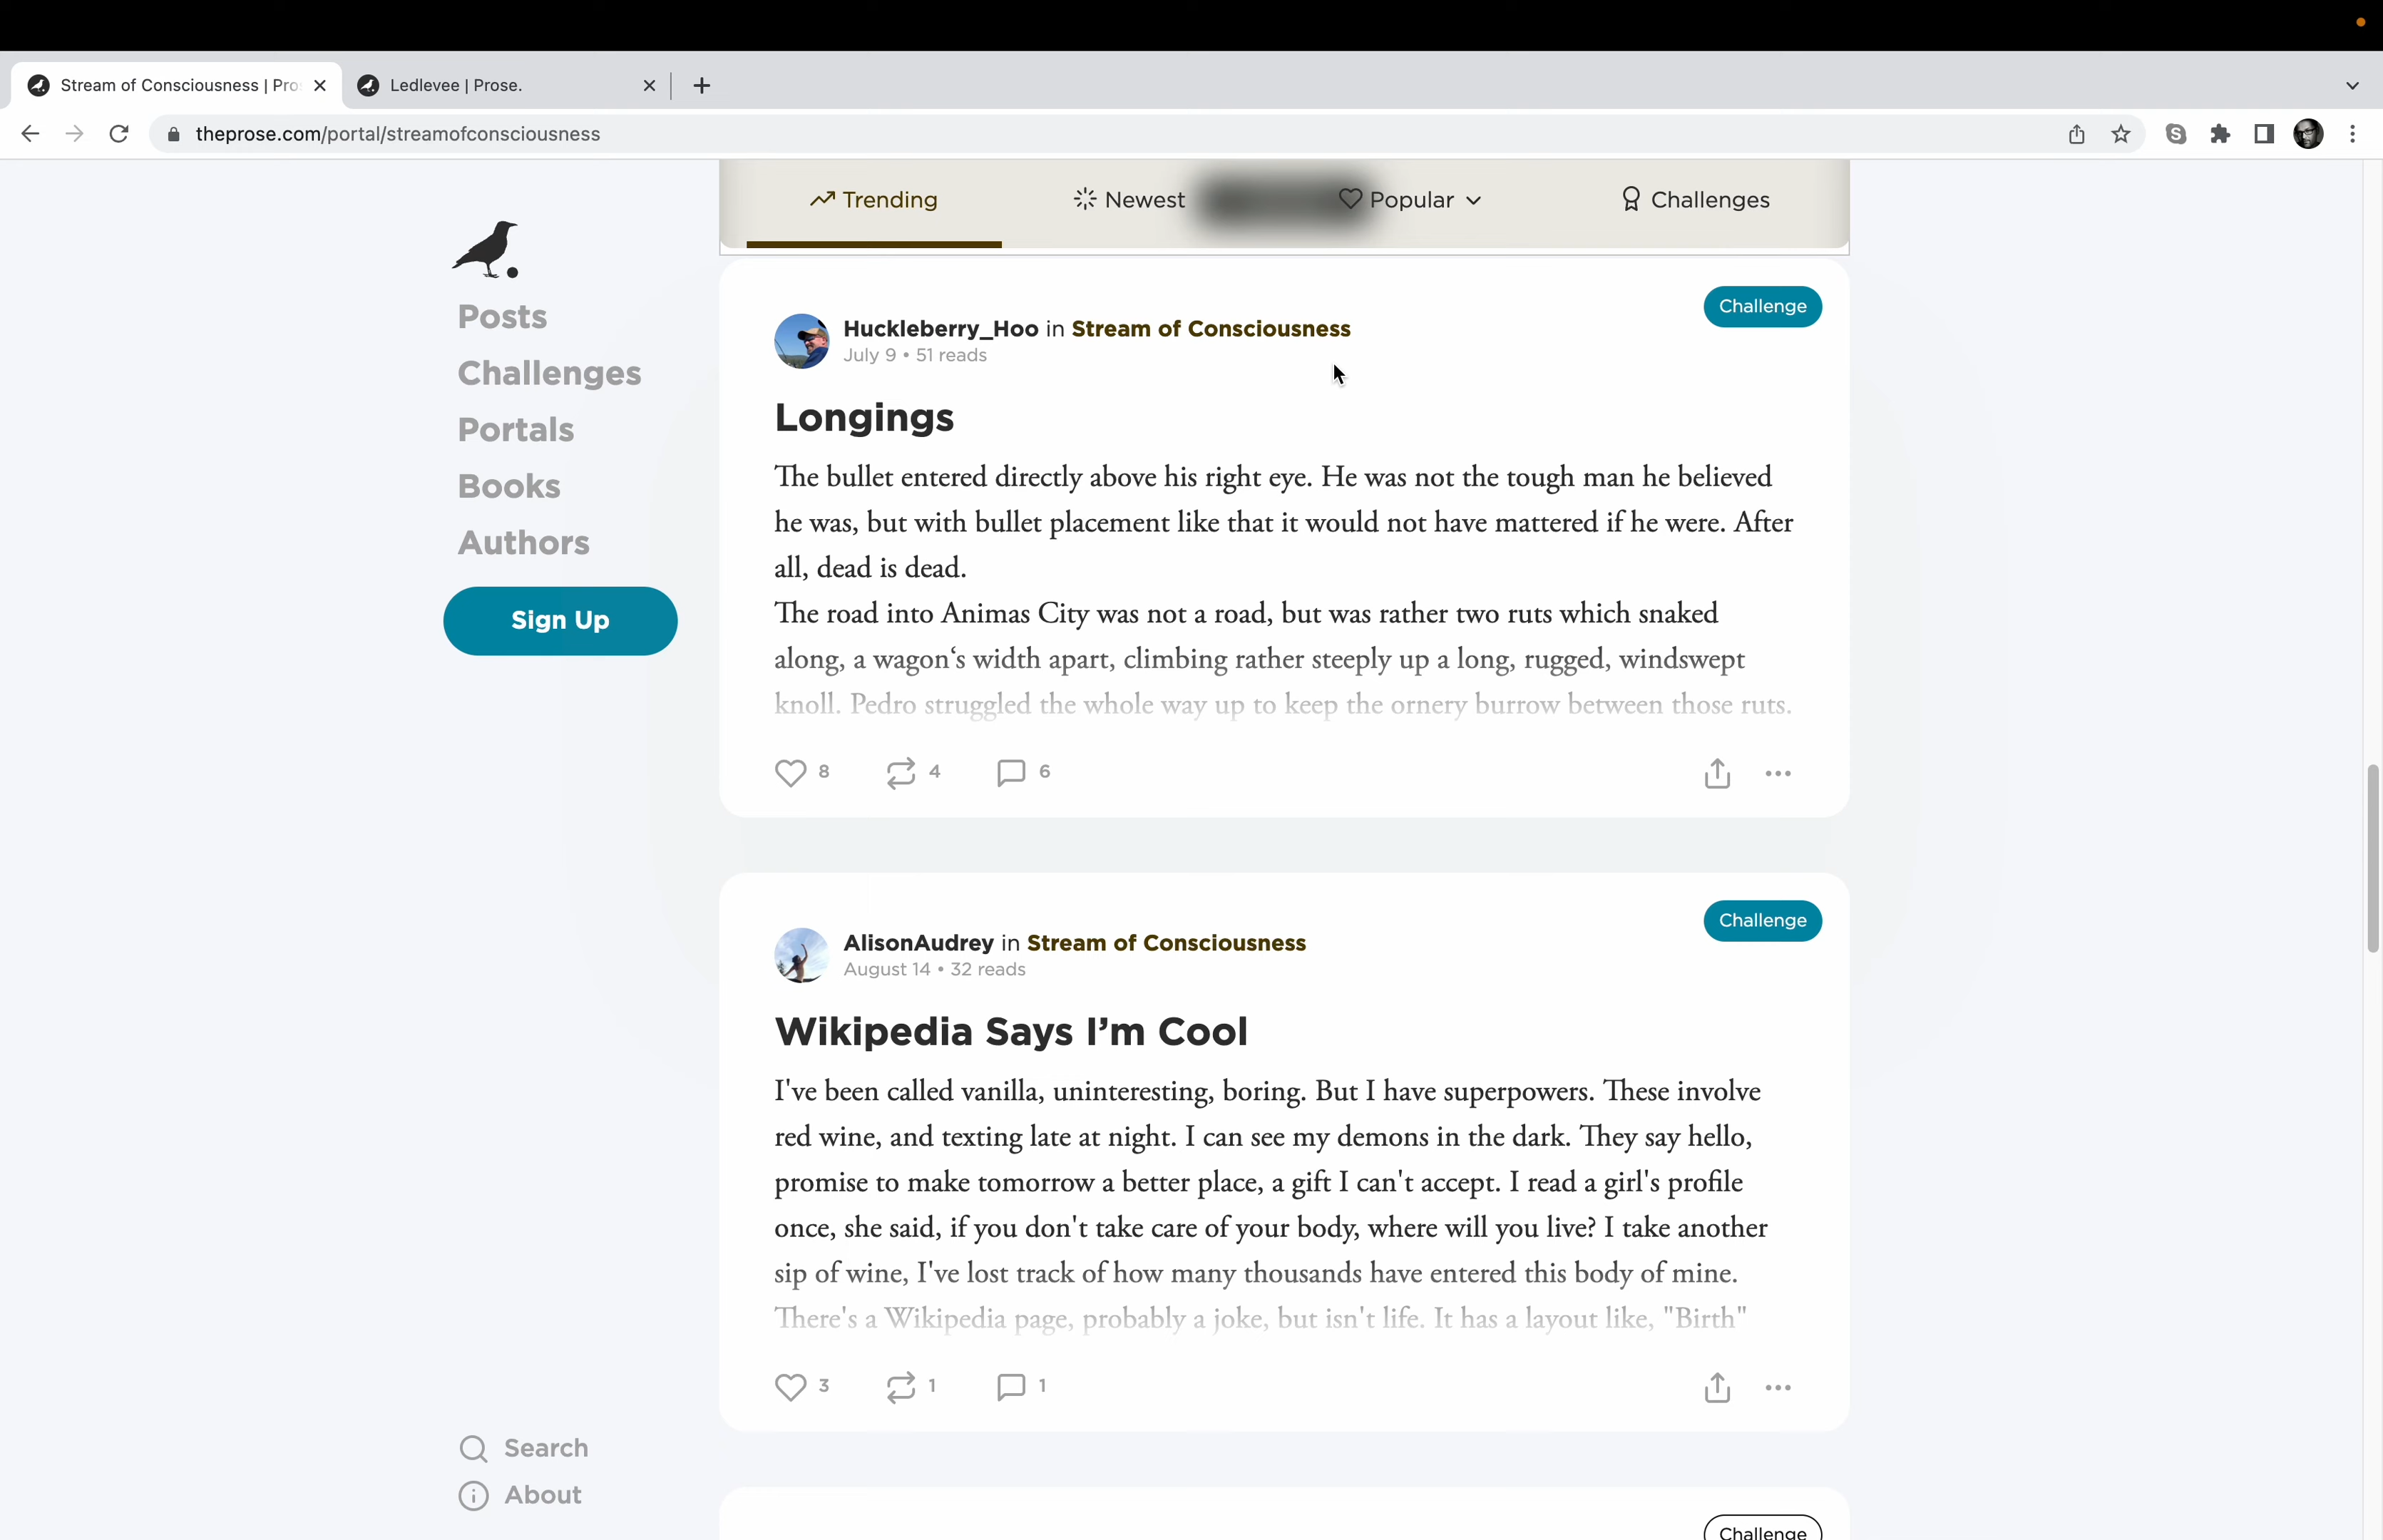 Stream of Consciousness | Pro
Ledlevee | Prose.
theprose.com/portal/streamofconsciousness
Trending
Newest
Popular
Challenges
Posts
Challenges
Portals
Books
Authors
Sign Up
Search
About
Challenge
Huckleberry_Hoo in Stream of Consciousness
July 9 • 51 reads
Longings
The bullet entered directly above his right eye. He was not the tough man he believed
he was, but with bullet placement like that it would not have mattered if he were. After
all, dead is dead.
The road into Animas City was not a road, but was rather two ruts which snaked
along, a wagon‘s width apart, climbing rather steeply up a long, rugged, windswept
knoll. Pedro struggled the whole way up to keep the ornery burrow between those ruts.
8
4
6
Challenge
AlisonAudrey in Stream of Consciousness
August 14 • 32 reads
Wikipedia Says I’m Cool
I've been called vanilla, uninteresting, boring. But I have superpowers. These involve
red wine, and texting late at night. I can see my demons in the dark. They say hello,
promise to make tomorrow a better place, a gift I can't accept. I read a girl's profile
once, she said, if you don't take care of your body, where will you live? I take another
sip of wine, I've lost track of how many thousands have entered this body of mine.
There's a Wikipedia page, probably a joke, but isn't life. It has a layout like, "Birth"
3
1
1
Challenge